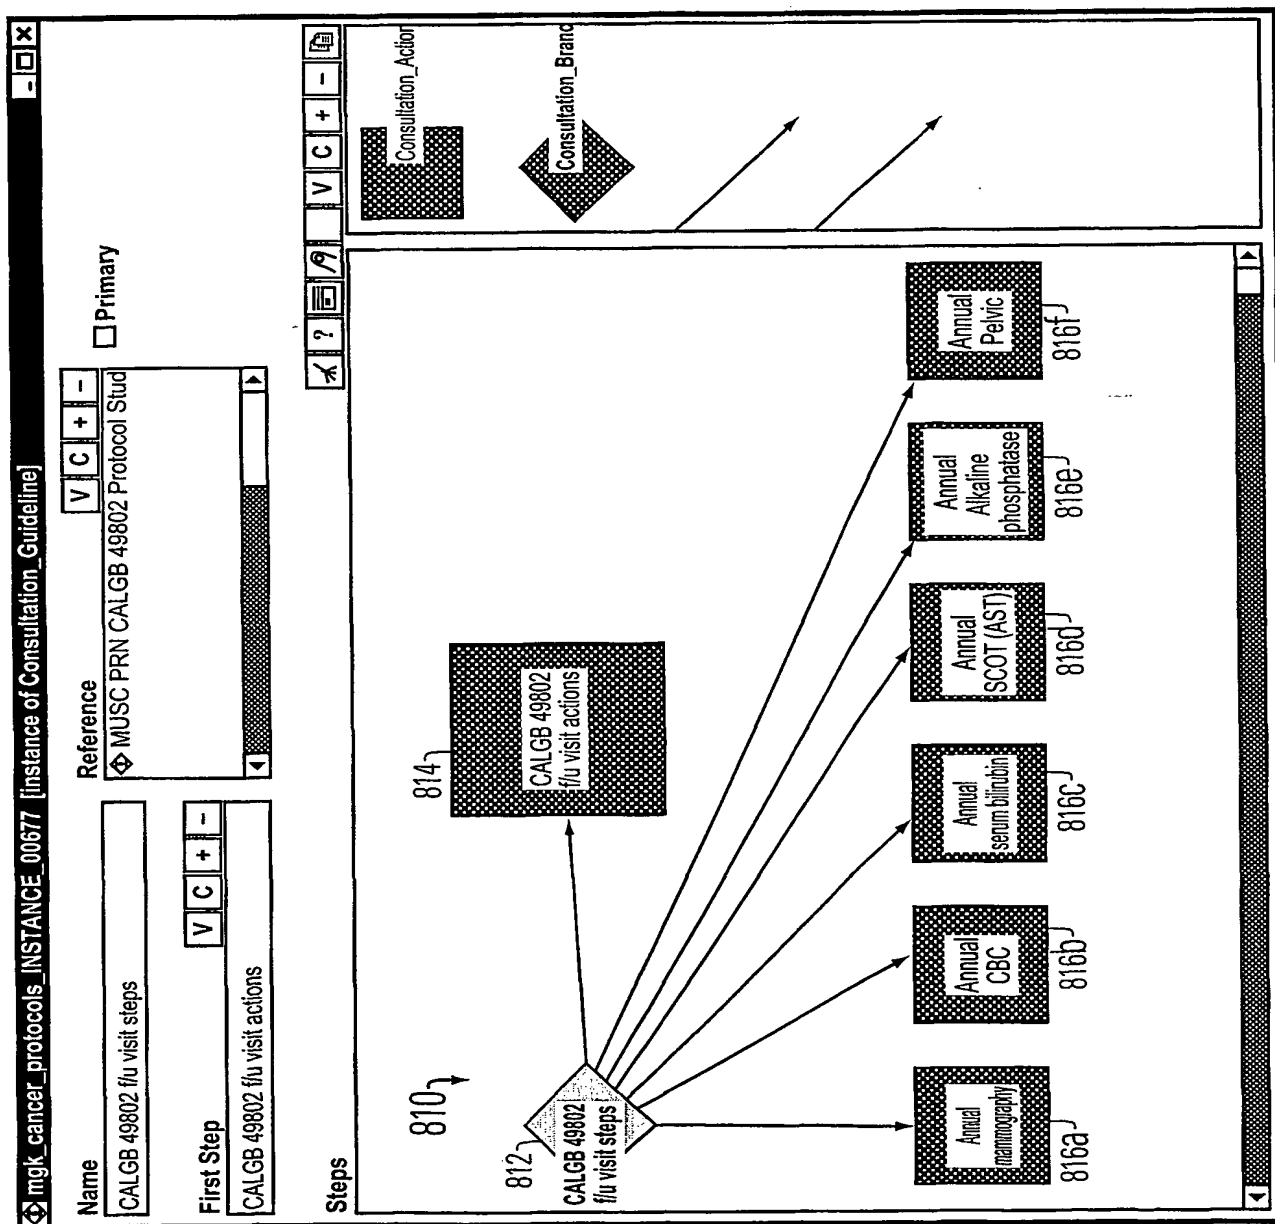 mgk_cancer_protocols_INSTANCE_00677 [instance of Consultation_Guideline]
Name
CALGB 49802 f/u visit steps
Reference
V C + -
MUSC PRN CALGB 49802 Protocol Stud
Primary
First Step
V C + -
CALGB 49802 f/u visit actions
Steps
? V C + -
810
812
CALGB 49802
f/u visit steps
814
CALGB 49802
f/u visit actions
Annual
mammography
816a
Annual
CBC
816b
Annual
serum bilirubin
816c
Annual
SCOT (AST)
816d
Annual
Alkaline
phosphatase
816e
Annual
Pelvic
816f
Consultation_Action
Consultation_Branc